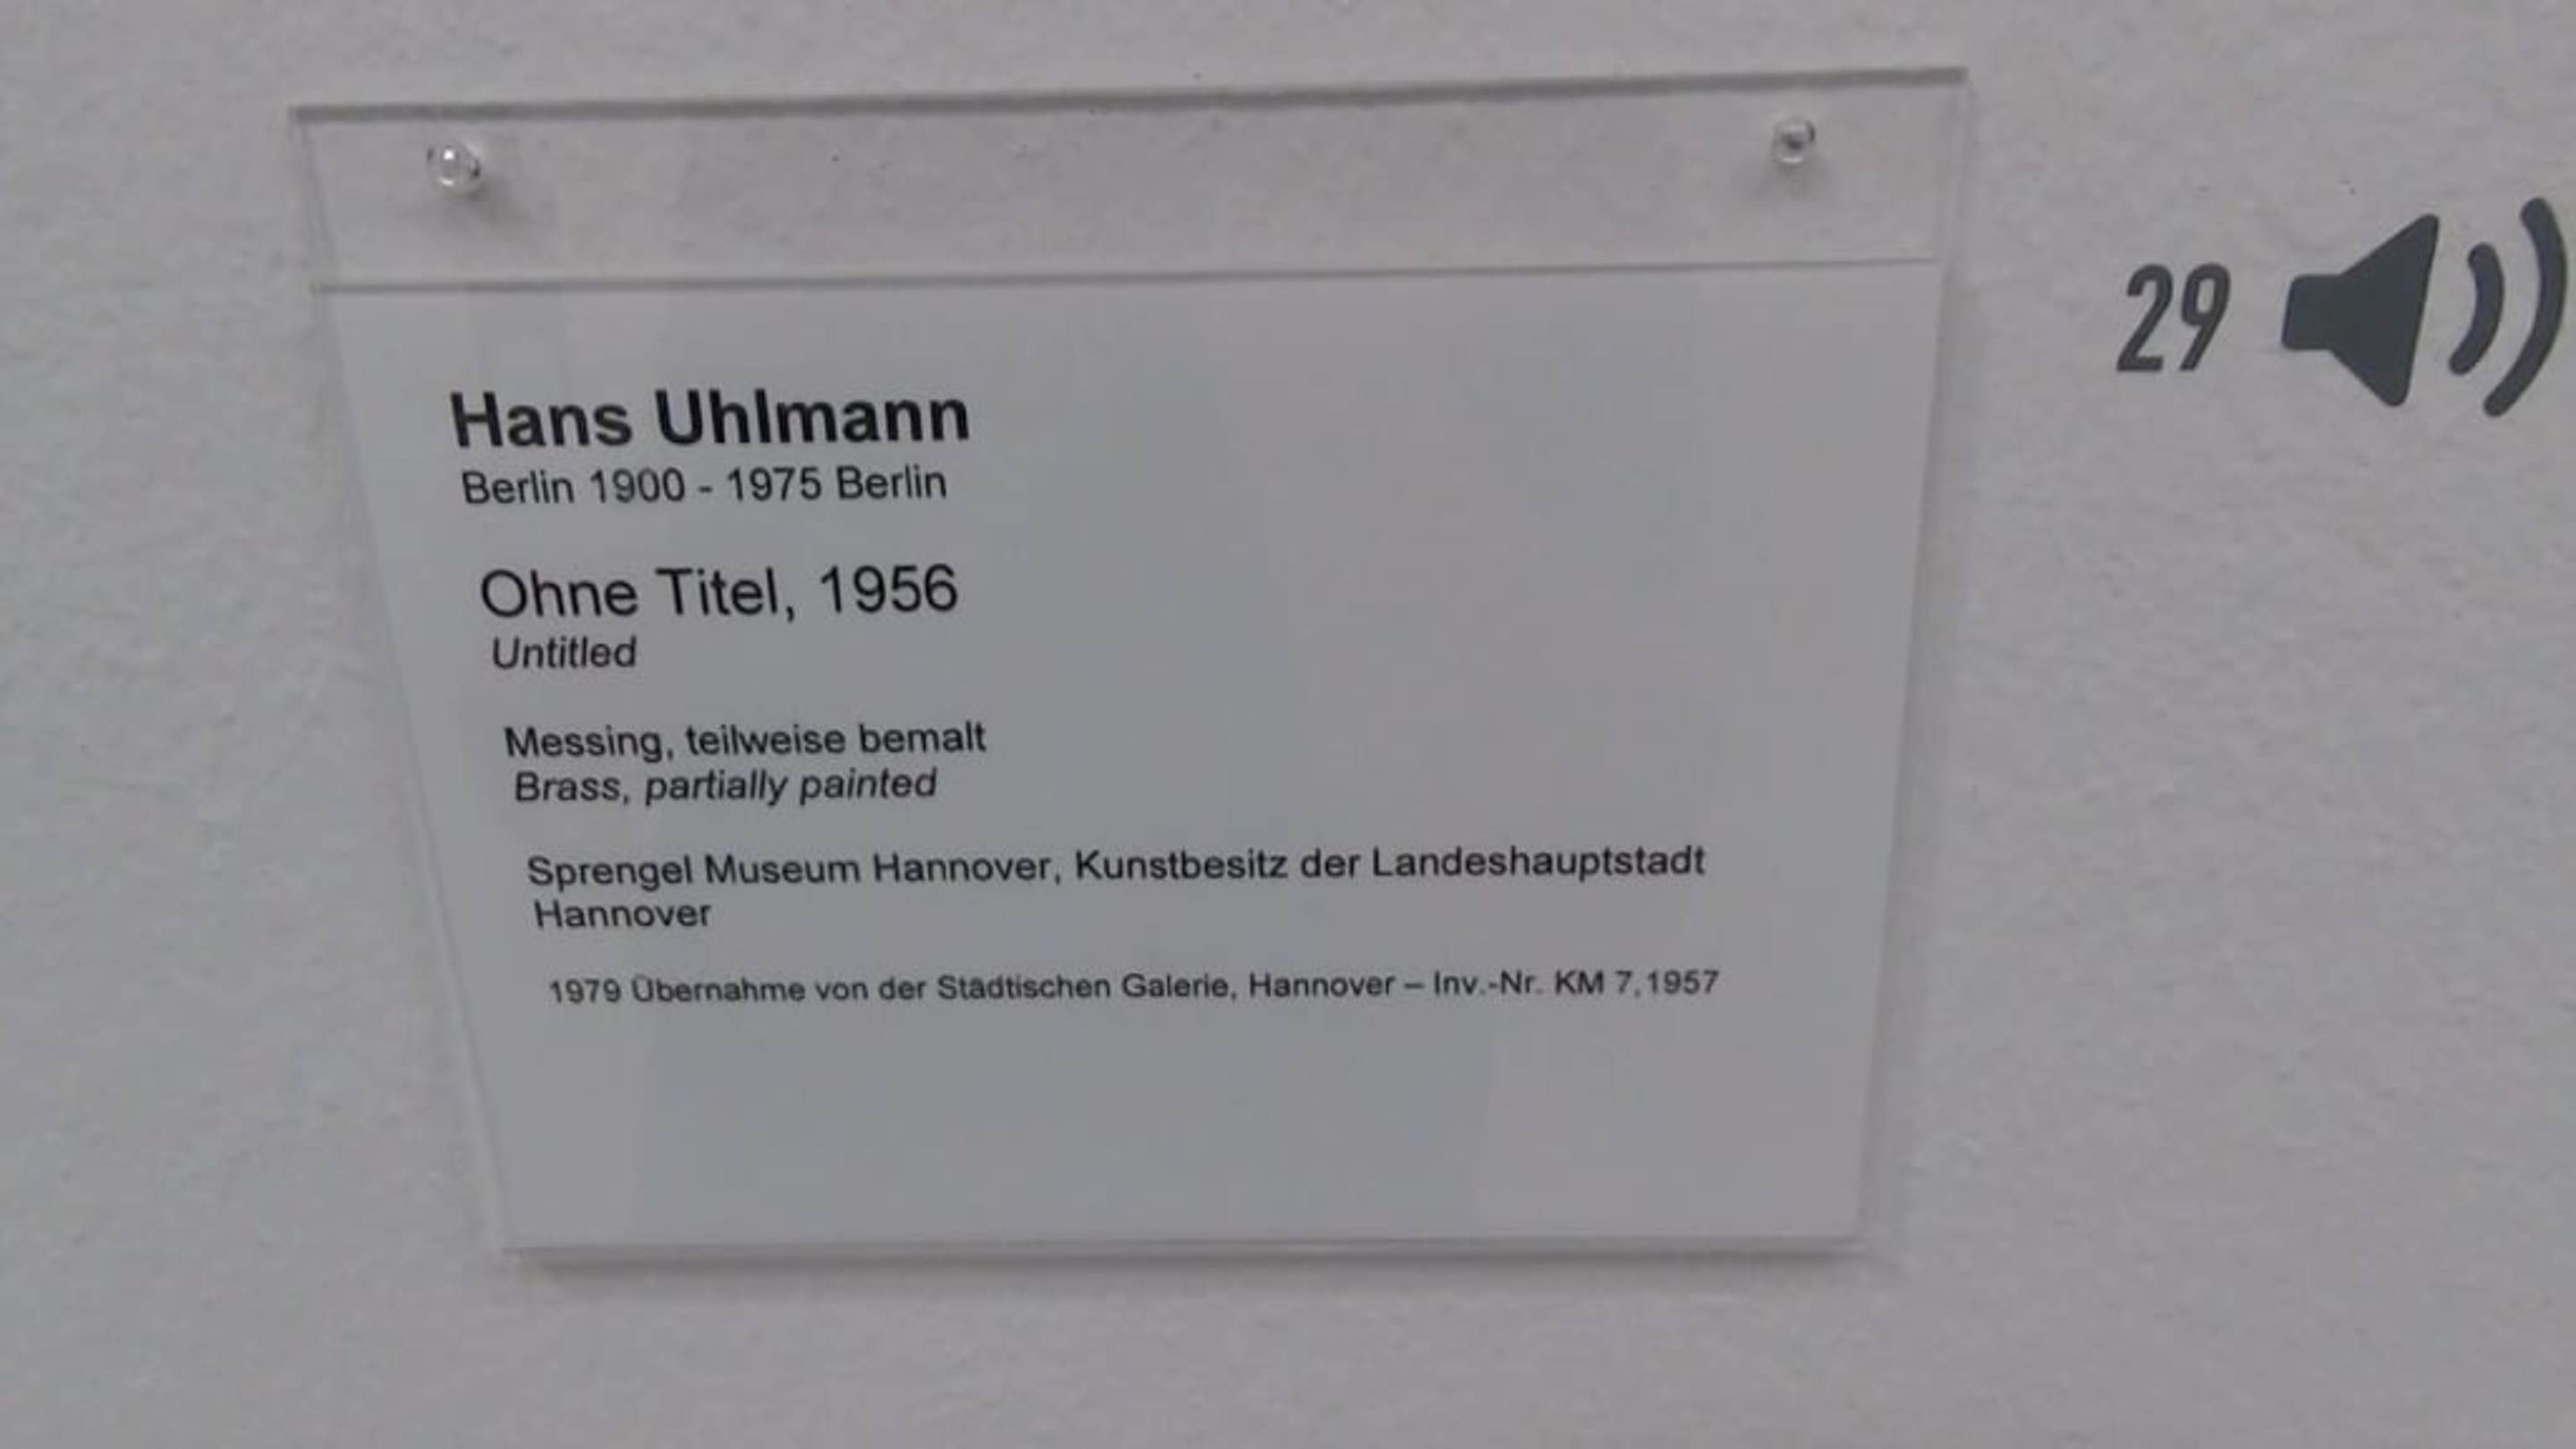 Hans Uhlmann
Berlin 1900 - 1975 Berlin
Ohne Titel, 1956
Untitled
Messing, teilweise bemalt
Brass, partially painted
Sprengel Museum Hannover, Kunstbesitz der Landeshauptstadt
Hannover
1979 Übernahme von der Städtischen Galerie, Hannover – Inv.-Nr. KM 7,1957
29